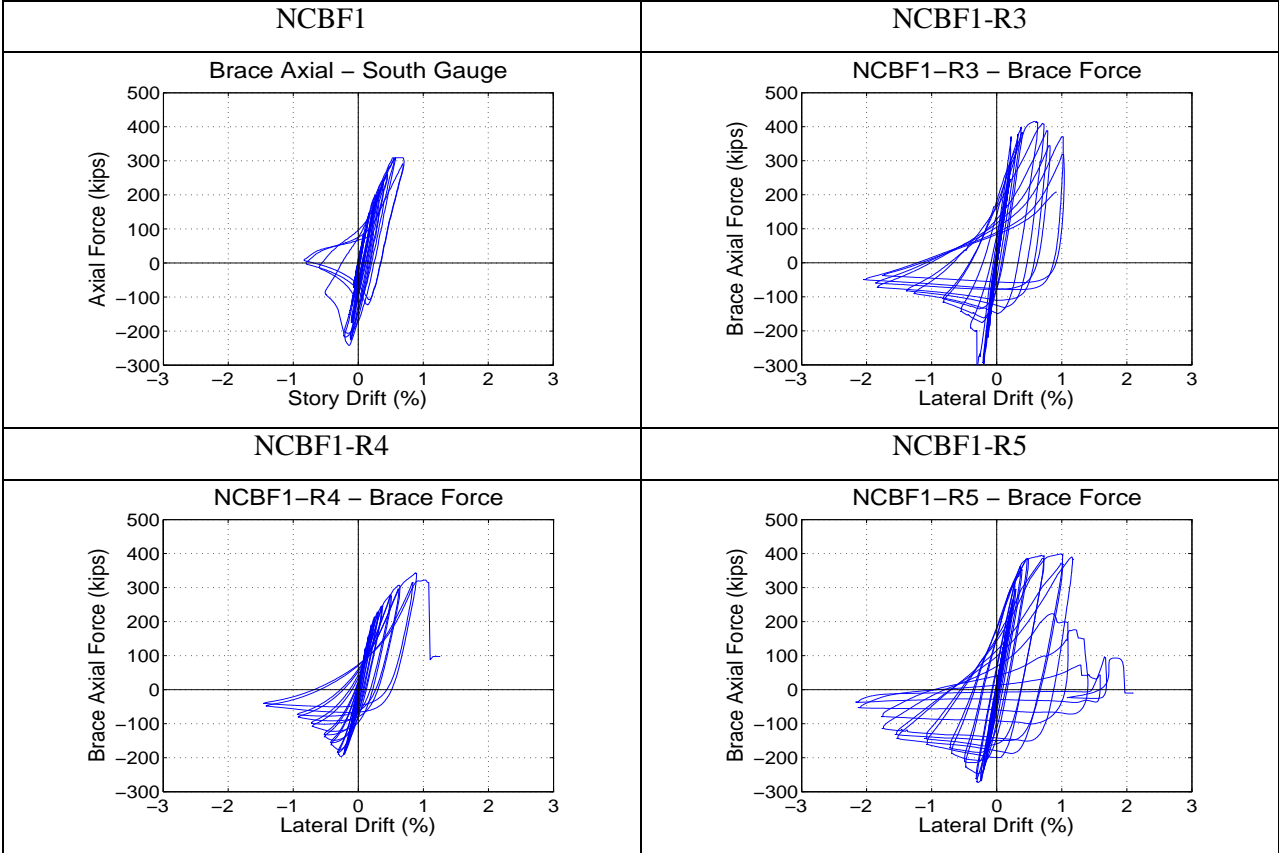 NCBF1
NCBF1-R3
Brace Axial − South Gauge
500
400
300
200
100
0
−100
−200
−300
−3 −2 −1 0 1 2 3
Axial Force (kips)
Story Drift (%)
NCBF1−R3 − Brace Force
500
400
300
200
100
0
−100
−200
−300
−3 −2 −1 0 1 2 3
Brace Axial Force (kips)
Lateral Drift (%)
NCBF1-R4
NCBF1-R5
NCBF1−R4 − Brace Force
500
400
300
200
100
0
−100
−200
−300
−3 −2 −1 0 1 2 3
Brace Axial Force (kips)
Lateral Drift (%)
NCBF1−R5 − Brace Force
500
400
300
200
100
0
−100
−200
−300
−3 −2 −1 0 1 2 3
Brace Axial Force (kips)
Lateral Drift (%)